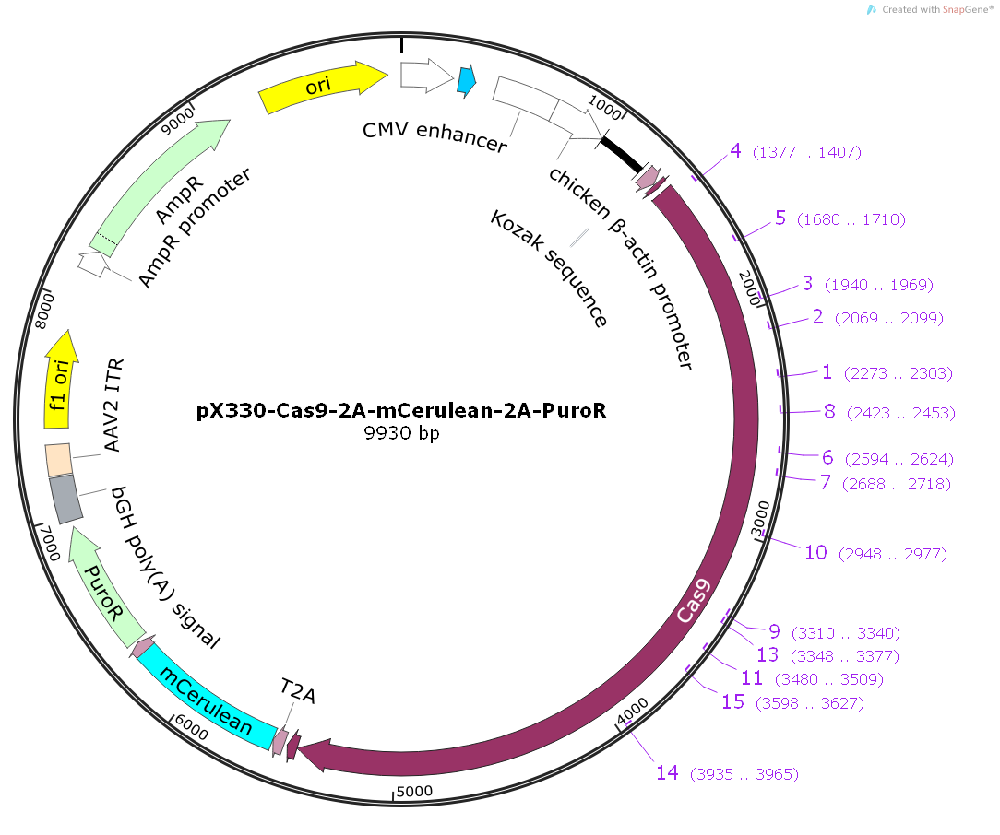 Created with SnapGene®
ori
1000
9000
CMV enhancer
4 (1377 .. 1407)
AmpR
AmpR promoter
chicken β-actin promoter
5 (1680 .. 1710)
Kozak sequence
2000
3 (1940 .. 1969)
8000
2 (2069 .. 2099)
f1 ori
AAV2 ITR
1 (2273 .. 2303)
pX330-Cas9-2A-mCerulean-2A-PuroR
9930 bp
8 (2423 .. 2453)
6 (2594 .. 2624)
7 (2688 .. 2718)
bGH poly(A) signal
7000
3000
10 (2948 .. 2977)
PuroR
Cas9
9 (3310 .. 3340)
13 (3348 .. 3377)
11 (3480 .. 3509)
mCerulean
T2A
15 (3598 .. 3627)
6000
4000
14 (3935 .. 3965)
5000